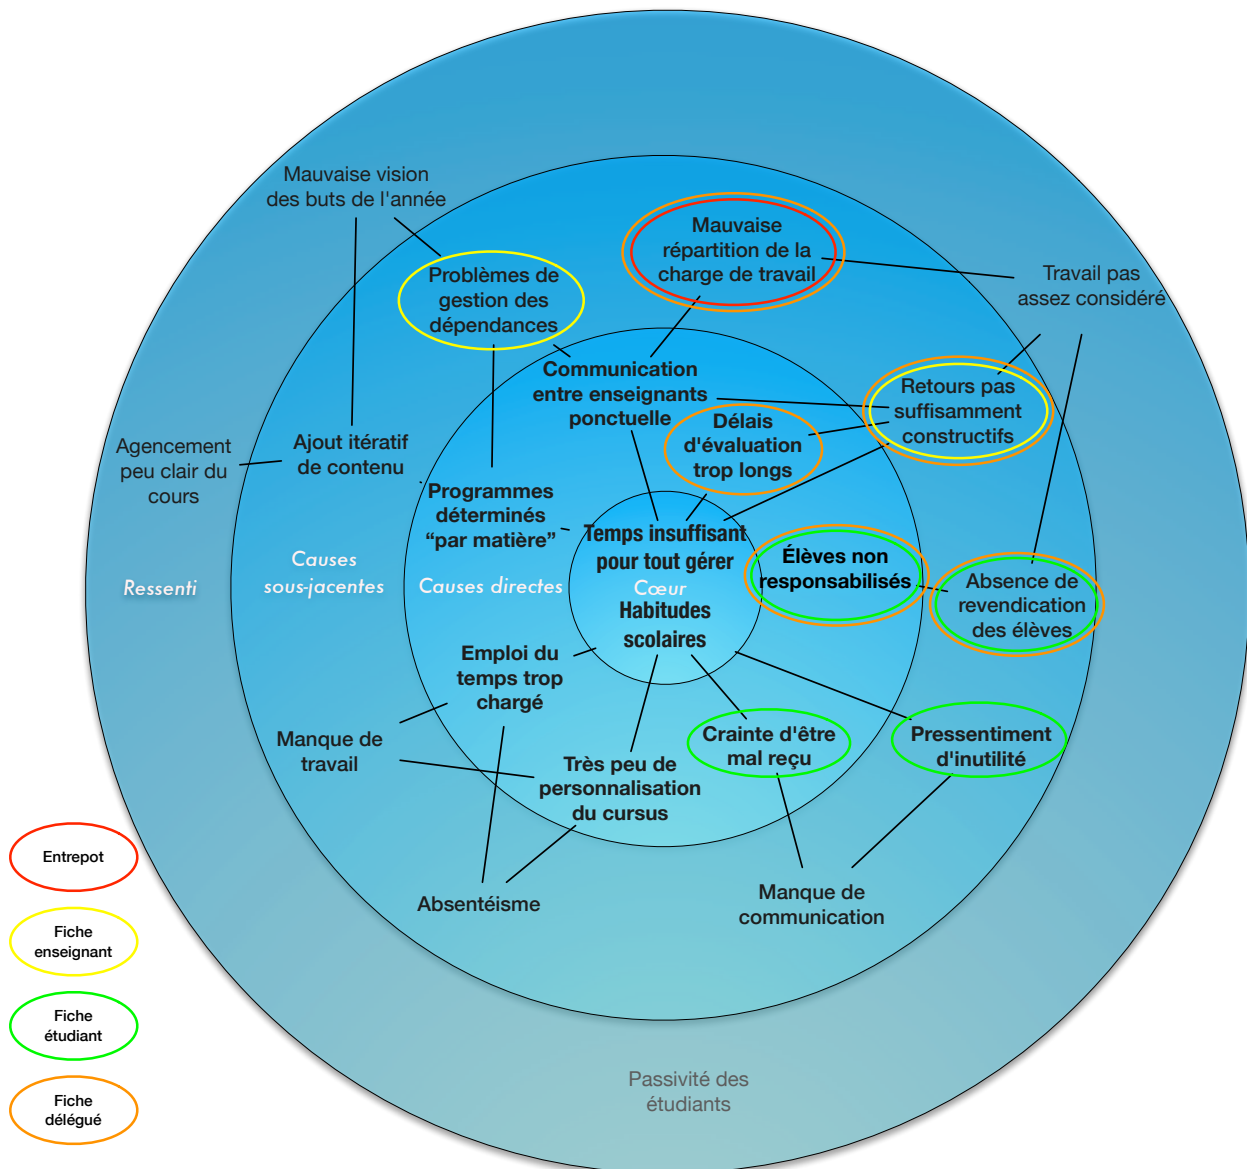 Mauvaise vision
des buts de l'année
Mauvaise
répartition de la
charge de travail
Problèmes de
gestion des
dépendances
Travail pas
assez considéré
Communication
entre enseignants
ponctuelle
Retours pas
suffisamment
constructifs
Délais
d'évaluation
trop longs
Agencement
peu clair du
cours
Ajout itératif
de contenu
Programmes
déterminés
“par matière”
Temps insuffisant
pour tout gérer
Élèves non
responsabilisés
Absence de
revendication
des élèves
Ressenti
Causes
sous-jacentes
Causes directes
Cœur
Habitudes
scolaires
Emploi du
temps trop
chargé
Manque de
travail
Très peu de
personnalisation
du cursus
Crainte d'être
mal reçu
Pressentiment
d'inutilité
Absentéisme
Manque de
communication
Passivité des
étudiants
Entrepot
Fiche
enseignant
Fiche
étudiant
Fiche
délégué